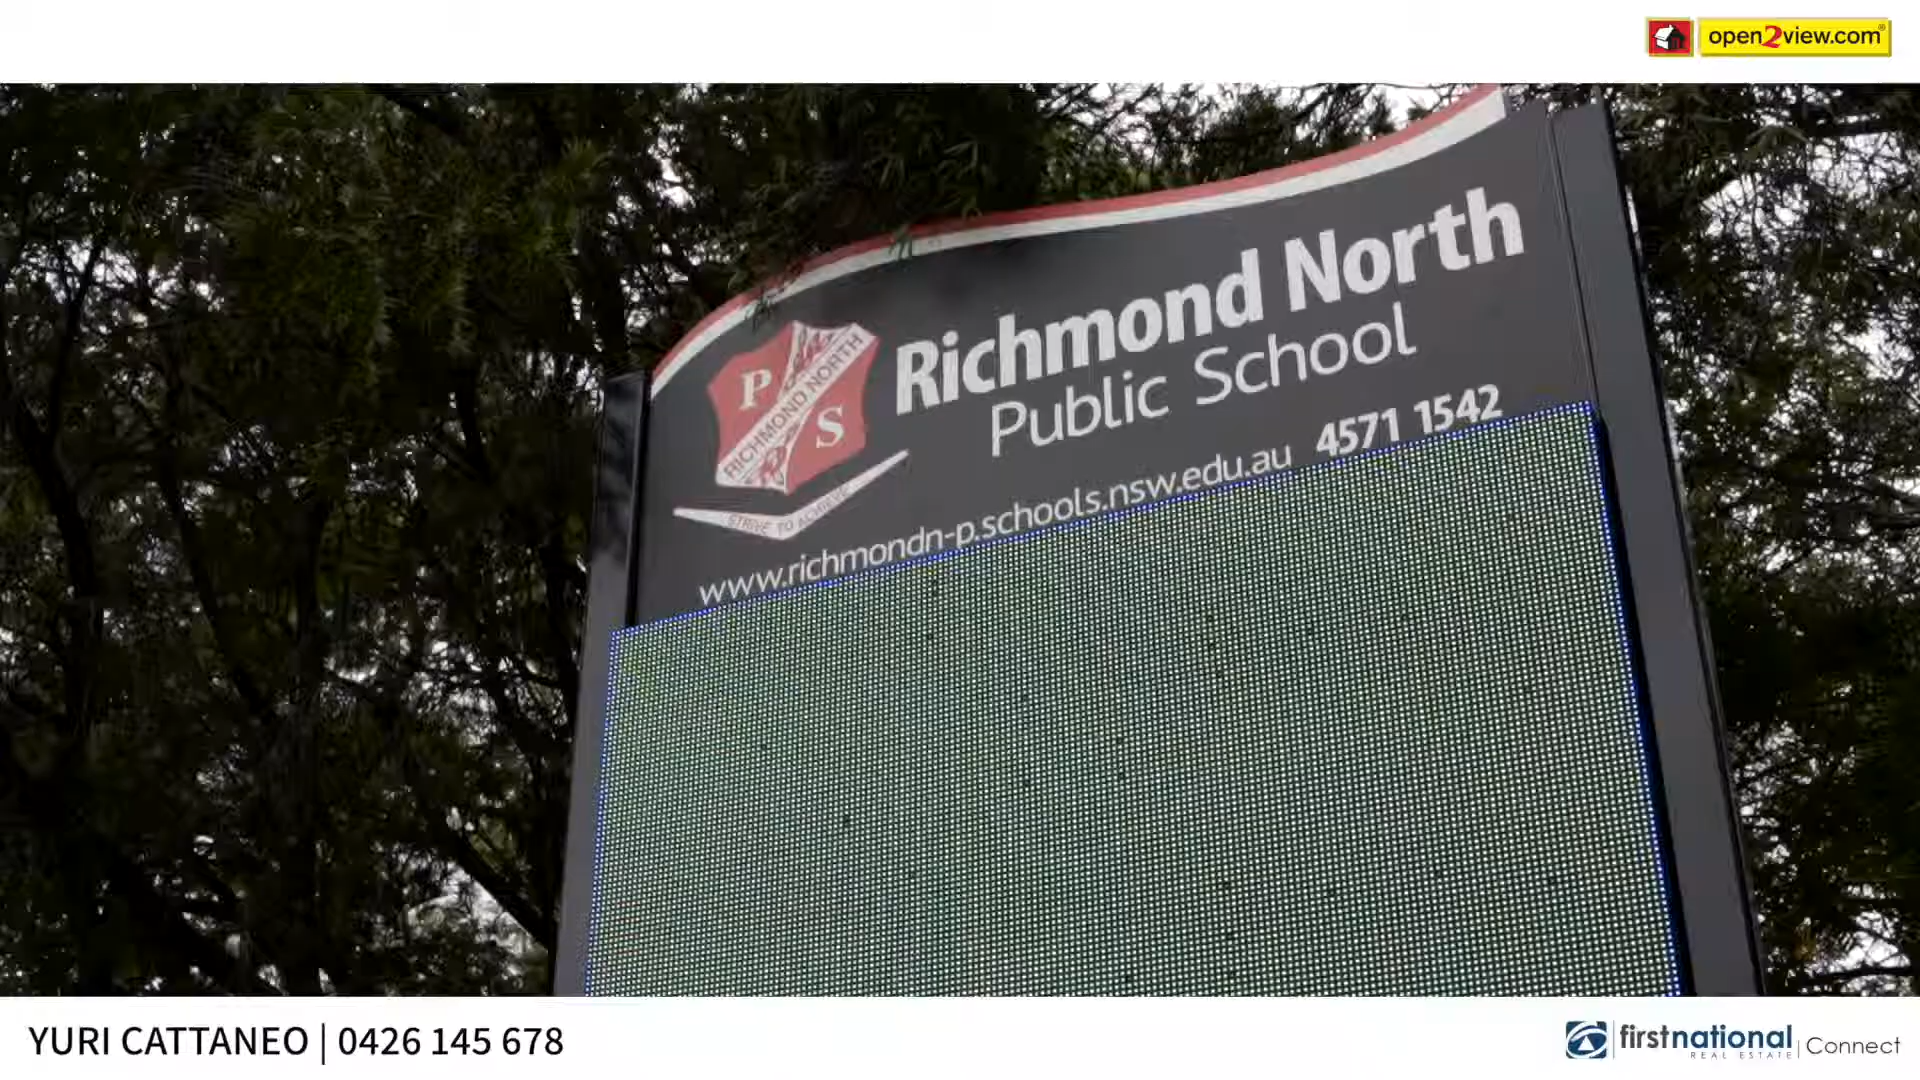 open2view.com
Richmond North
Public School
P
RICHMOND NORTH
S
STRIVE TO ACHIEVE
www.richmondn-p.schools.nsw.edu.au 4571 1542
YURI CATTANEO | 0426 145 678
firstnational | Connect
REAL ESTATE